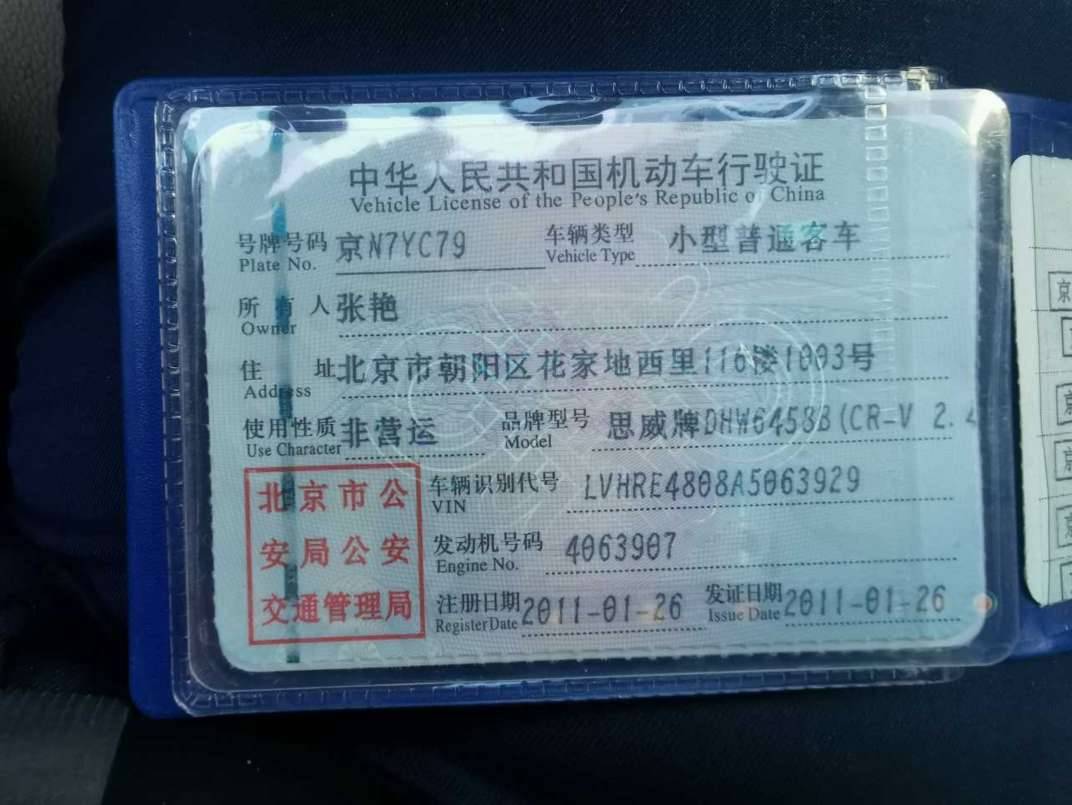 中华人民共和国机动车行驶证
Vehicle License of the People's Republic of China
号牌号码 京N7YC79 车辆类型 小型普通客车
Plate No. Vehicle Type
所有人 张艳
Owner
住址 北京市朝阳区花家地西里116楼1003号
Address
使用性质 非营运 品牌型号 思威牌DHW6458B(CR-V 2.4
Use Character Model
北京市公
安局公安
交通管理局
车辆识别代号 LVHRE4808A5063929
VIN
发动机号码 4063907
Engine No.
注册日期 2011-01-26 发证日期 2011-01-26
Register Date Issue Date
京
京
京
京